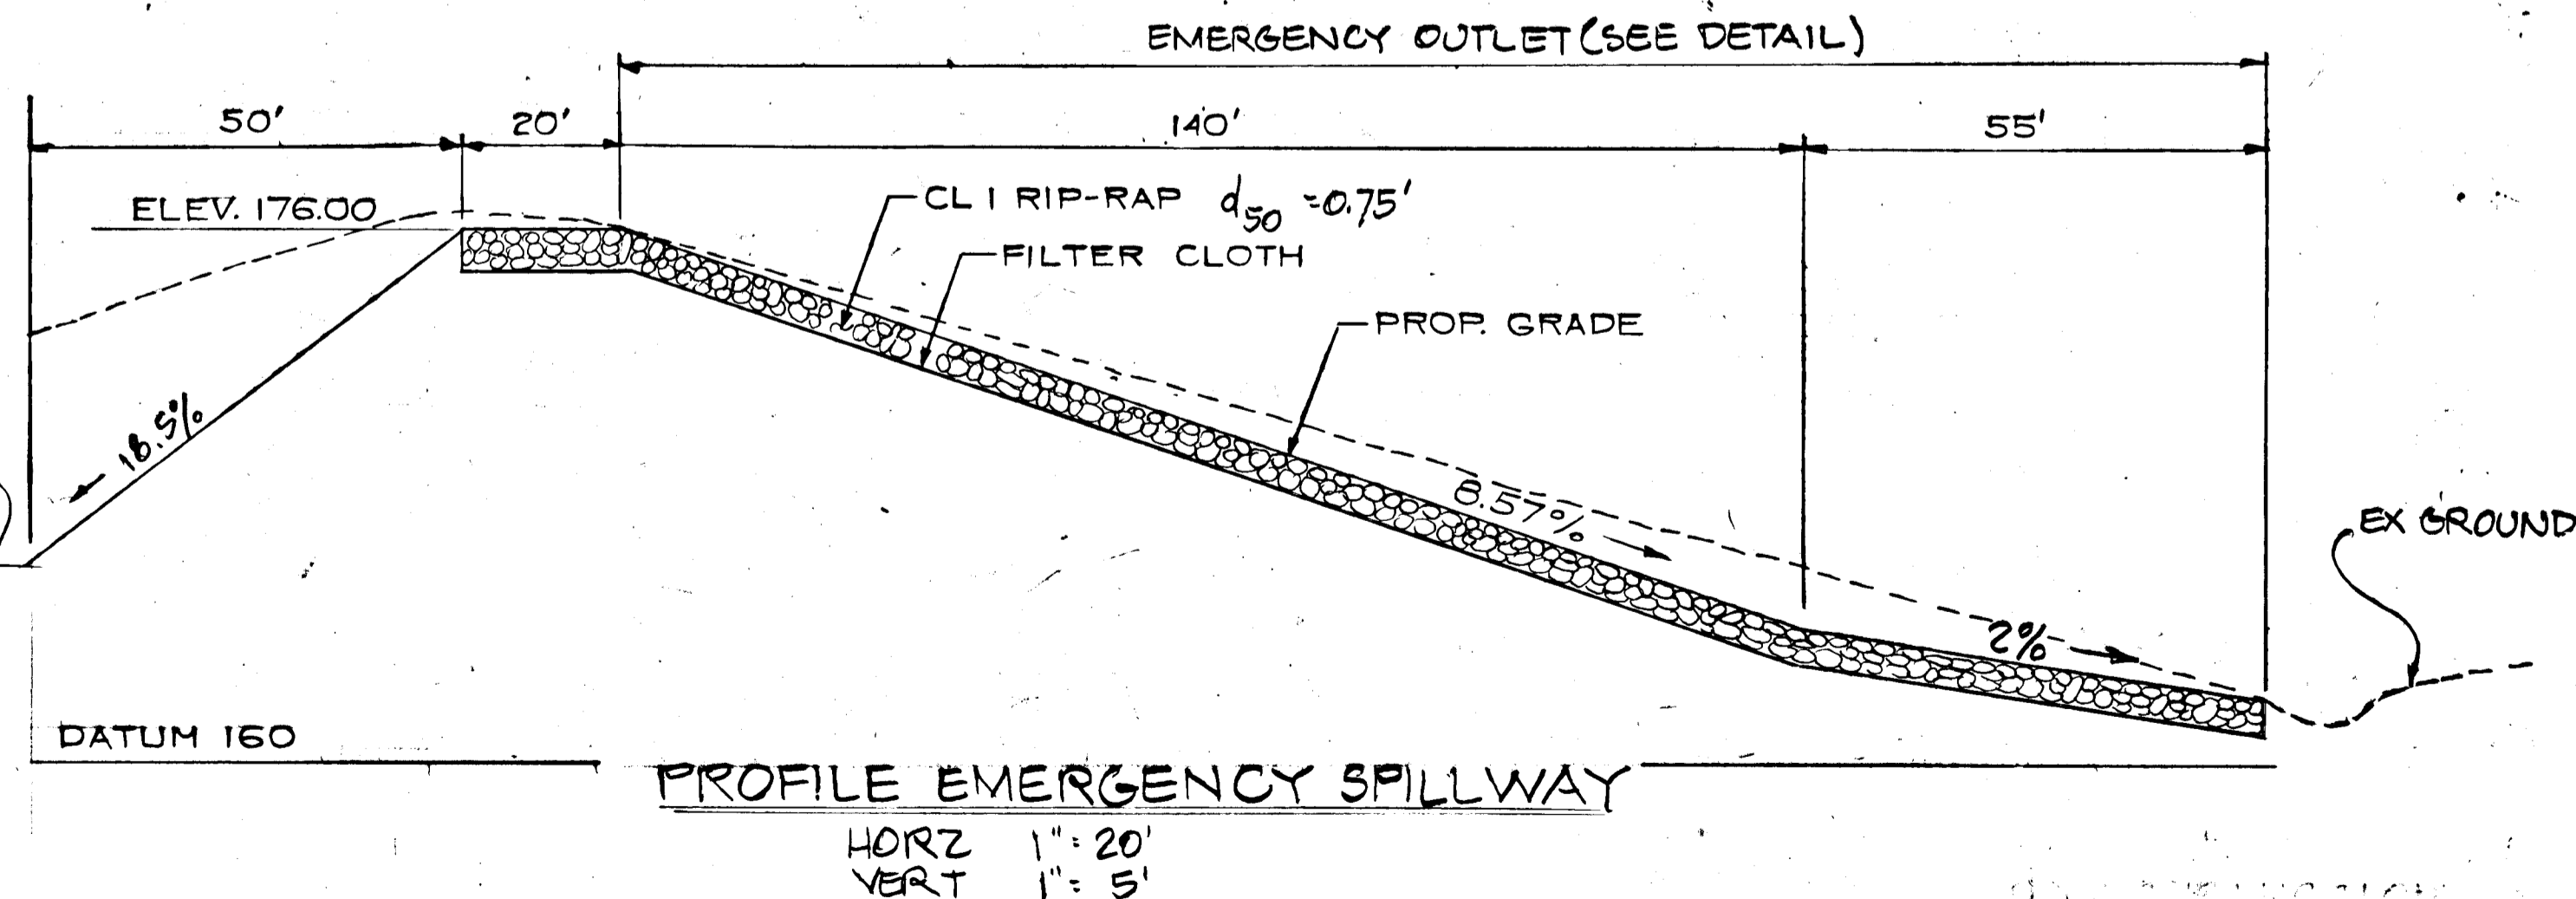 EMERGENCY OUTLET (SEE DETAIL)
50'
20'
140'
55'
ELEV. 176.00
CL I RIP-RAP d50 = 0.75'
FILTER CLOTH
PROP. GRADE
18.5%
8.57%
2%
EX GROUND
DATUM 160
PROFILE EMERGENCY SPILLWAY
HORZ 1" = 20'
VERT 1" = 5'